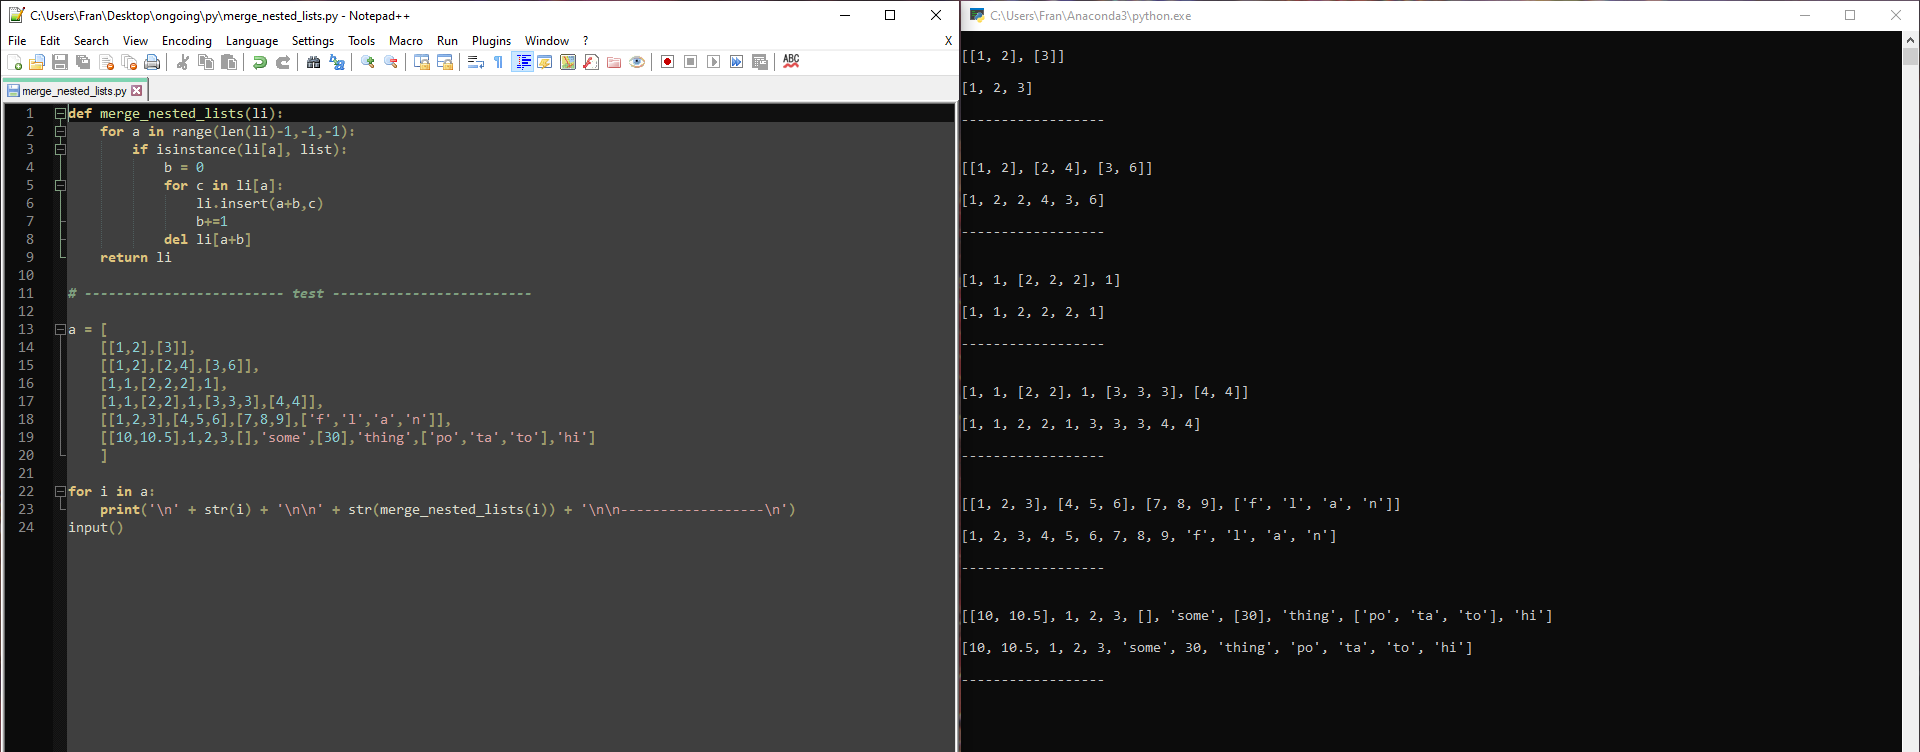 C:\Users\Fran\Desktop\ongoing\py\merge_nested_lists.py - Notepad++
File Edit Search View Encoding Language Settings Tools Macro Run Plugins Window ? X
ABC
merge_nested_lists.py
1 def merge_nested_lists(li):
2     for a in range(len(li)-1,-1,-1):
3         if isinstance(li[a], list):
4             b = 0
5             for c in li[a]:
6                 li.insert(a+b,c)
7                 b+=1
8             del li[a+b]
9     return li
10
11 # ------------------------- test -------------------------
12
13 a = [
14     [[1,2],[3]],
15     [[1,2],[2,4],[3,6]],
16     [1,1,[2,2,2],1],
17     [1,1,[2,2],1,[3,3,3],[4,4]],
18     [[1,2,3],[4,5,6],[7,8,9],['f','l','a','n']],
19     [[10,10.5],1,2,3,[],'some',[30],'thing',['po','ta','to'],'hi']
20     ]
21
22 for i in a:
23     print('\n' + str(i) + '\n\n' + str(merge_nested_lists(i)) + '\n\n------------------\n')
24 input()
C:\Users\Fran\Anaconda3\python.exe
[[1, 2], [3]]
[1, 2, 3]
------------------
[[1, 2], [2, 4], [3, 6]]
[1, 2, 2, 4, 3, 6]
------------------
[1, 1, [2, 2, 2], 1]
[1, 1, 2, 2, 2, 1]
------------------
[1, 1, [2, 2], 1, [3, 3, 3], [4, 4]]
[1, 1, 2, 2, 1, 3, 3, 3, 4, 4]
------------------
[[1, 2, 3], [4, 5, 6], [7, 8, 9], ['f', 'l', 'a', 'n']]
[1, 2, 3, 4, 5, 6, 7, 8, 9, 'f', 'l', 'a', 'n']
------------------
[[10, 10.5], 1, 2, 3, [], 'some', [30], 'thing', ['po', 'ta', 'to'], 'hi']
[10, 10.5, 1, 2, 3, 'some', 30, 'thing', 'po', 'ta', 'to', 'hi']
------------------